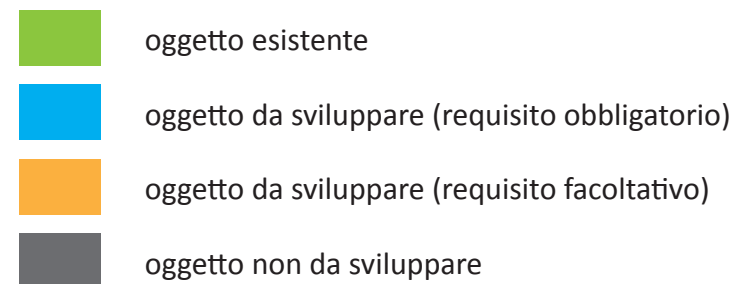 oggetto esistente
oggetto da sviluppare (requisito obbligatorio)
oggetto da sviluppare (requisito facoltativo)
oggetto non da sviluppare